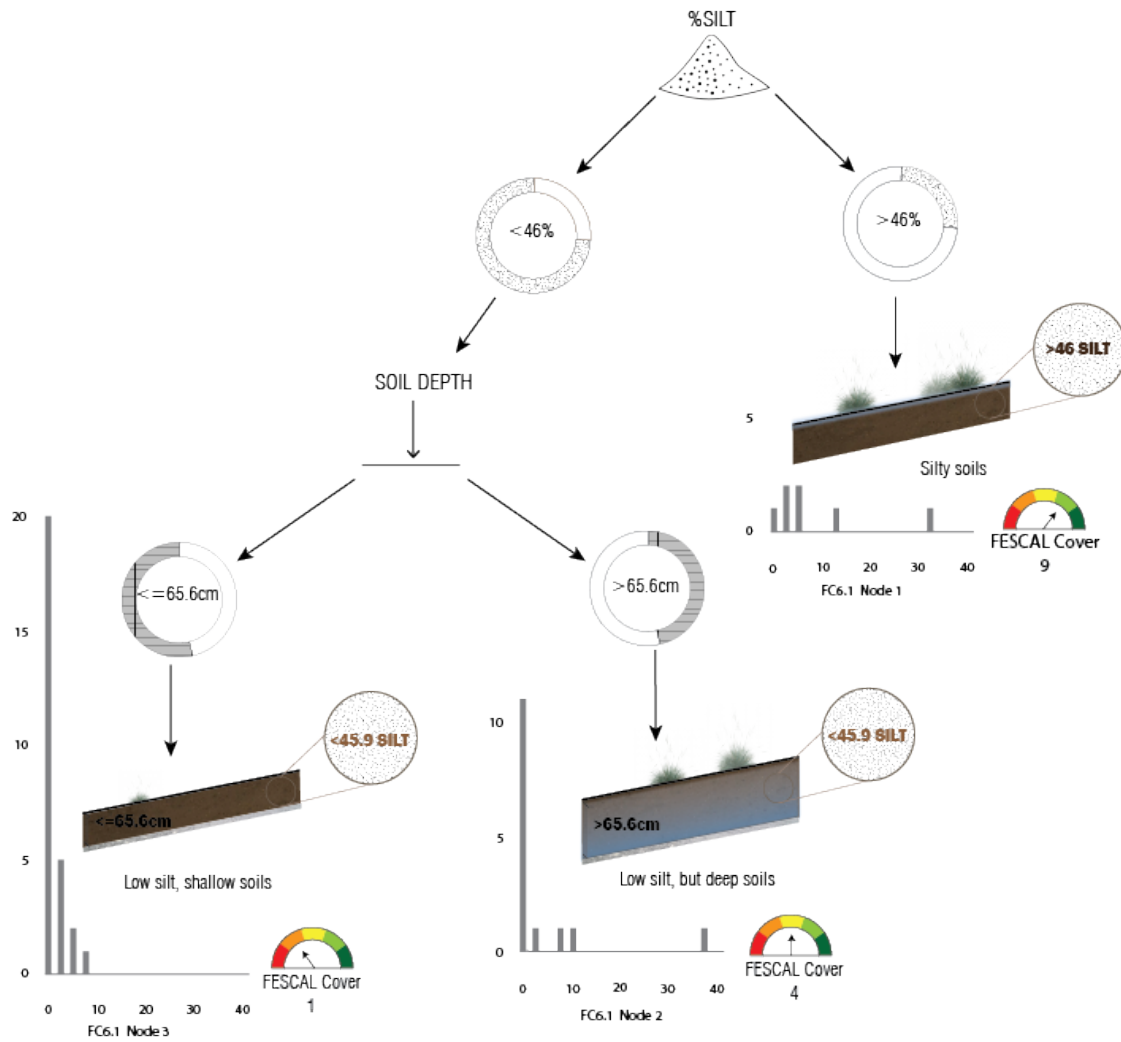 %SILT
<46%
>46%
>46 SILT
SOIL DEPTH
5
Silty soils
0
0 10 20 30 40
FC6.1 Node 1
FESCAL Cover
9
<=65.6cm
>65.6cm
20
15
10
5
0
<45.9 SILT
<=65.6cm
Low silt, shallow soils
FESCAL Cover
1
0 10 20 30 40
FC6.1 Node 3
10
5
0
<45.9 SILT
>65.6cm
Low silt, but deep soils
FESCAL Cover
4
0 10 20 30 40
FC6.1 Node 2